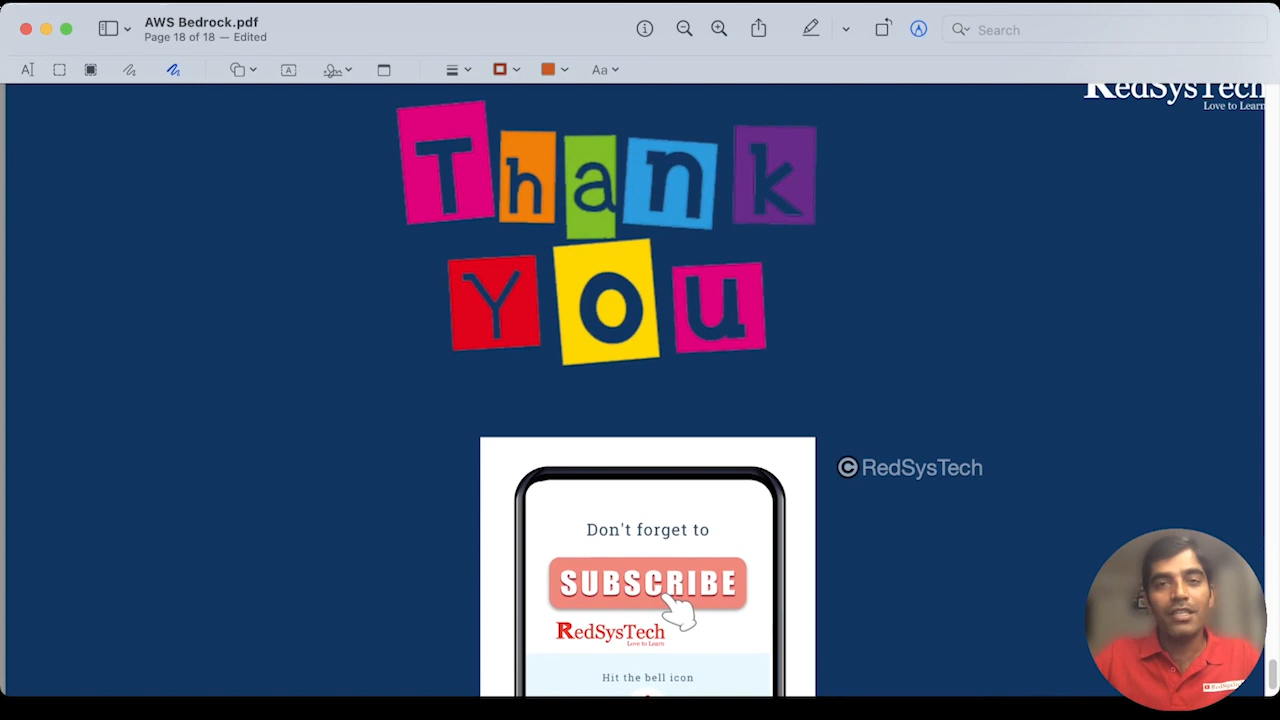 AWS Bedrock.pdf
Page 18 of 18 — Edited
Search
Aa
RedSysTech
Love to Learn
Thank
You
© RedSysTech
Don't forget to
SUBSCRIBE
RedSysTech
Love to Learn
Hit the bell icon